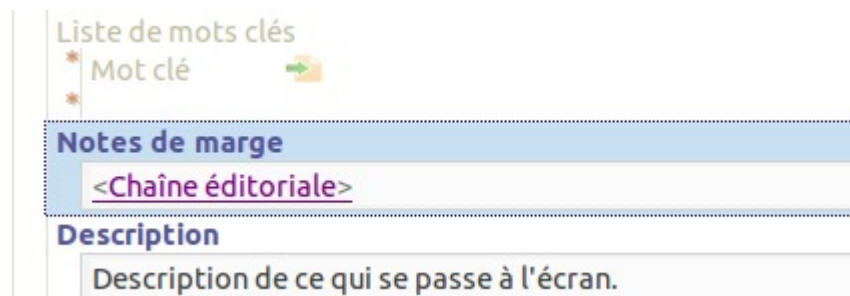 Liste de mots clés
* Mot clé
*
Notes de marge
<Chaîne éditoriale>
Description
Description de ce qui se passe à l'écran.